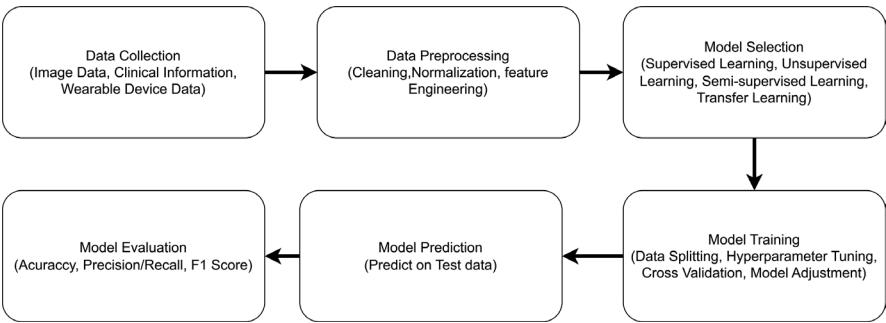 Data Collection
(Image Data, Clinical Information,
Wearable Device Data)
Data Preprocessing
(Cleaning,Normalization, feature
Engineering)
Model Selection
(Supervised Learning, Unsupervised
Learning, Semi-supervised Learning,
Transfer Learning)
Model Training
(Data Splitting, Hyperparameter Tuning,
Cross Validation, Model Adjustment)
Model Prediction
(Predict on Test data)
Model Evaluation
(Acuraccy, Precision/Recall, F1 Score)